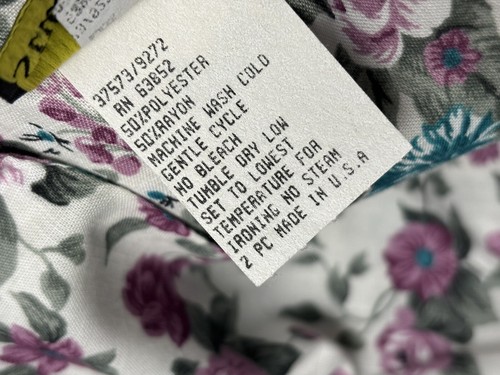 37573/9272
RN 63852
50%POLYESTER
50%RAYON
MACHINE WASH COLD
GENTLE CYCLE
NO BLEACH
TUMBLE DRY LOW
SET TO LOWEST
TEMPERATURE FOR
IRONING NO STEAM
2 PC MADE IN U.S.A